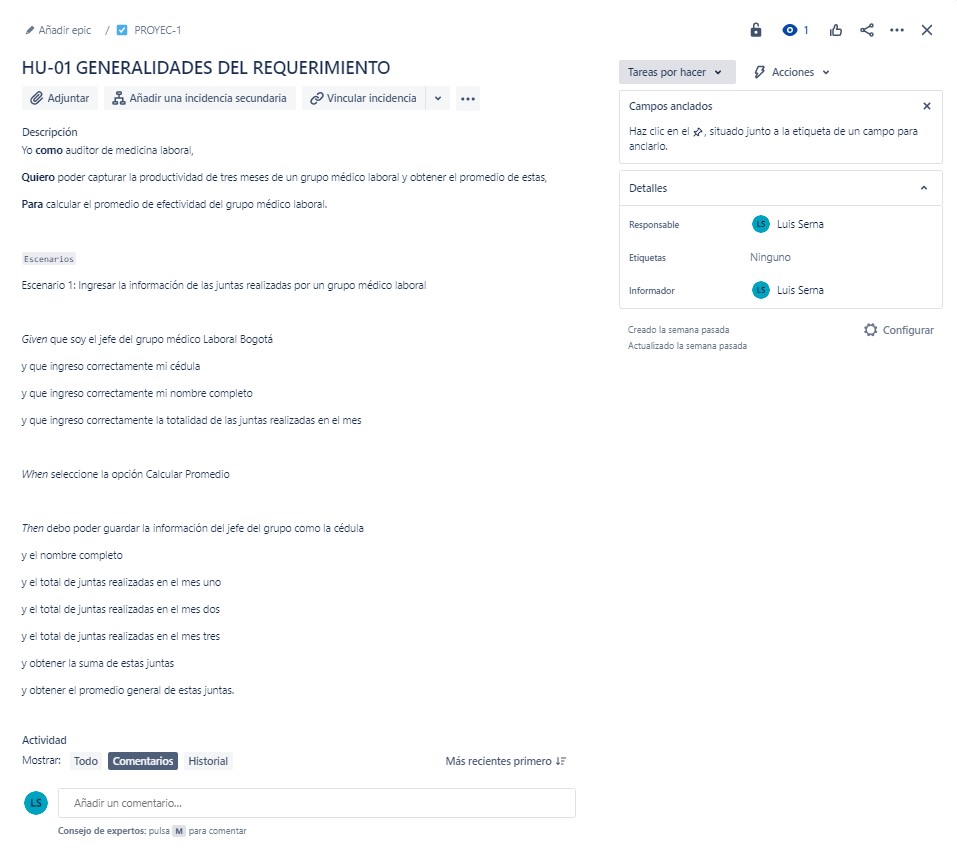 Añadir epic / PROYEC-1
1
HU-01 GENERALIDADES DEL REQUERIMIENTO
Adjuntar
Añadir una incidencia secundaria
Vincular incidencia
Descripción
Yo como auditor de medicina laboral,
Quiero poder capturar la productividad de tres meses de un grupo médico laboral y obtener el promedio de estas,
Para calcular el promedio de efectividad del grupo médico laboral.
Escenarios
Escenario 1: Ingresar la información de las juntas realizadas por un grupo médico laboral
Given que soy el jefe del grupo médico Laboral Bogotá
y que ingreso correctamente mi cédula
y que ingreso correctamente mi nombre completo
y que ingreso correctamente la totalidad de las juntas realizadas en el mes
When seleccione la opción Calcular Promedio
Then debo poder guardar la información del jefe del grupo como la cédula
y el nombre completo
y el total de juntas realizadas en el mes uno
y el total de juntas realizadas en el mes dos
y el total de juntas realizadas en el mes tres
y obtener la suma de estas juntas
y obtener el promedio general de estas juntas.
Actividad
Mostrar: Todo Comentarios Historial
Más recientes primero
LS
Añadir un comentario...
Consejo de expertos: pulsa M para comentar
Tareas por hacer
Acciones
Campos anclados
Haz clic en el , situado junto a la etiqueta de un campo para
anclarlo.
Detalles
Responsable LS Luis Serna
Etiquetas Ninguno
Informador LS Luis Serna
Creado la semana pasada
Actualizado la semana pasada
Configurar